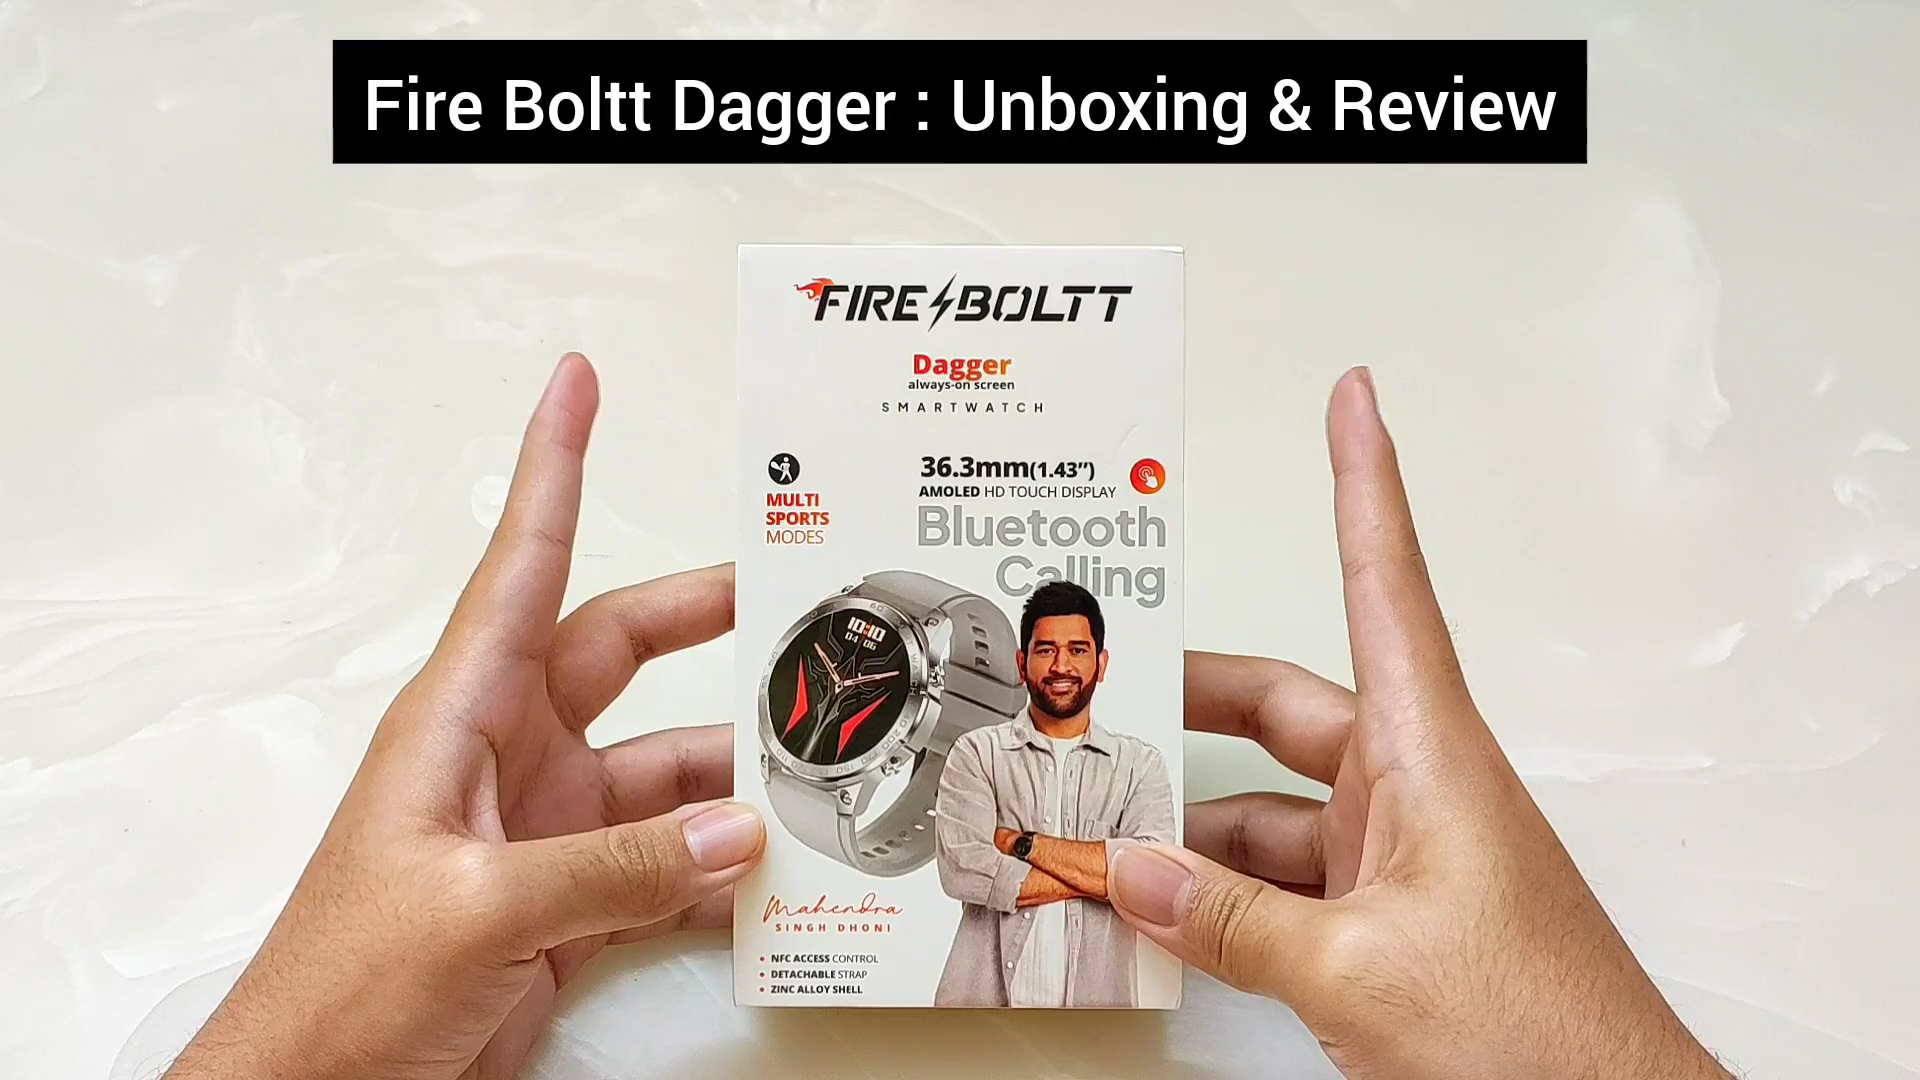 Fire Boltt Dagger : Unboxing & Review
FIRE BOLTT
Dagger
always-on screen
SMARTWATCH
36.3mm(1.43")
AMOLED HD TOUCH DISPLAY
MULTI
SPORTS
MODES
Bluetooth
Calling
10:10
04 06
Mahendra
SINGH DHONI
• NFC ACCESS CONTROL
• DETACHABLE STRAP
• ZINC ALLOY SHELL